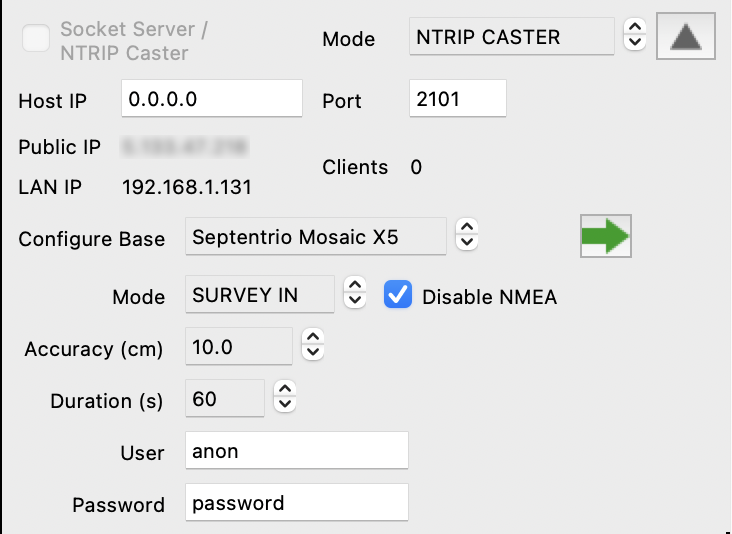 Socket Server /
NTRIP Caster
Mode NTRIP CASTER
Host IP 0.0.0.0 Port 2101
Public IP
Clients 0
LAN IP 192.168.1.131
Configure Base Septentrio Mosaic X5
Mode SURVEY IN Disable NMEA
Accuracy (cm) 10.0
Duration (s) 60
User anon
Password password